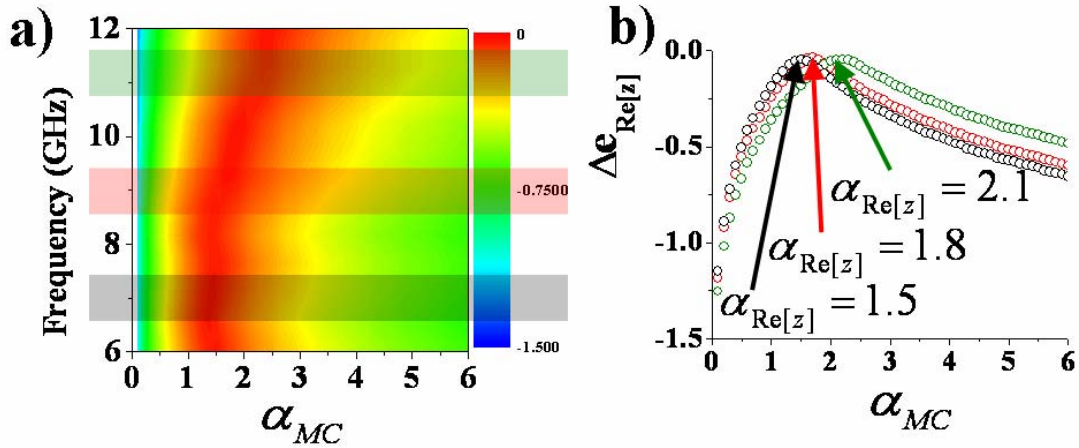 a)
Frequency (GHz)
12
10
8
6
0 1 2 3 4 5 6
α_MC
0
-0.7500
-1.500
b)
Δe_Re[z]
0.0
-0.5
-1.0
-1.5
0 1 2 3 4 5 6
α_MC
α_Re[z] = 2.1
α_Re[z] = 1.8
α_Re[z] = 1.5